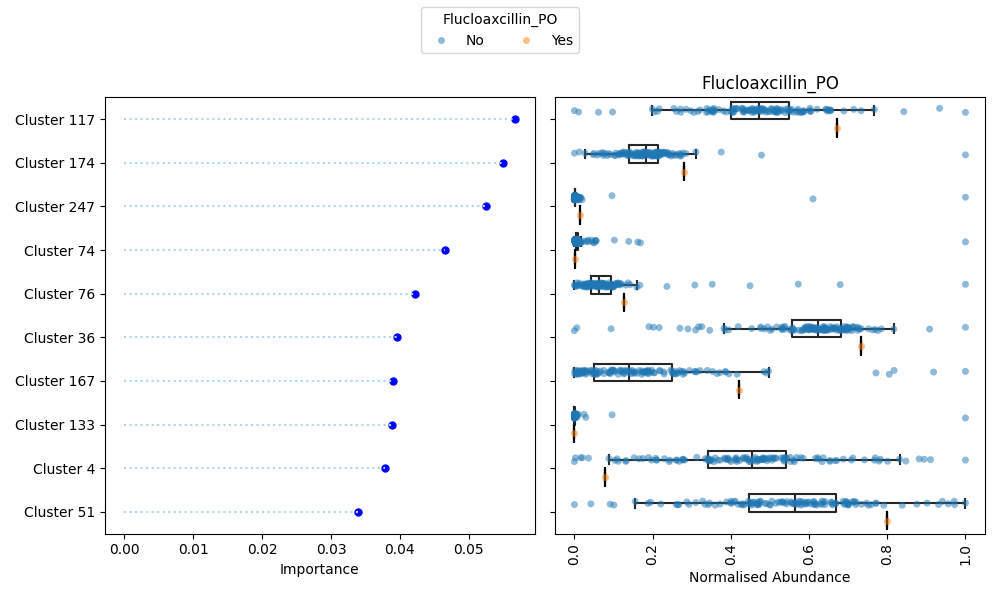 Flucloaxcillin_PO
No Yes
Flucloaxcillin_PO
Cluster 117
Cluster 174
Cluster 247
Cluster 74
Cluster 76
Cluster 36
Cluster 167
Cluster 133
Cluster 4
Cluster 51
0.00 0.01 0.02 0.03 0.04 0.05
Importance
0.0 0.2 0.4 0.6 0.8 1.0
Normalised Abundance